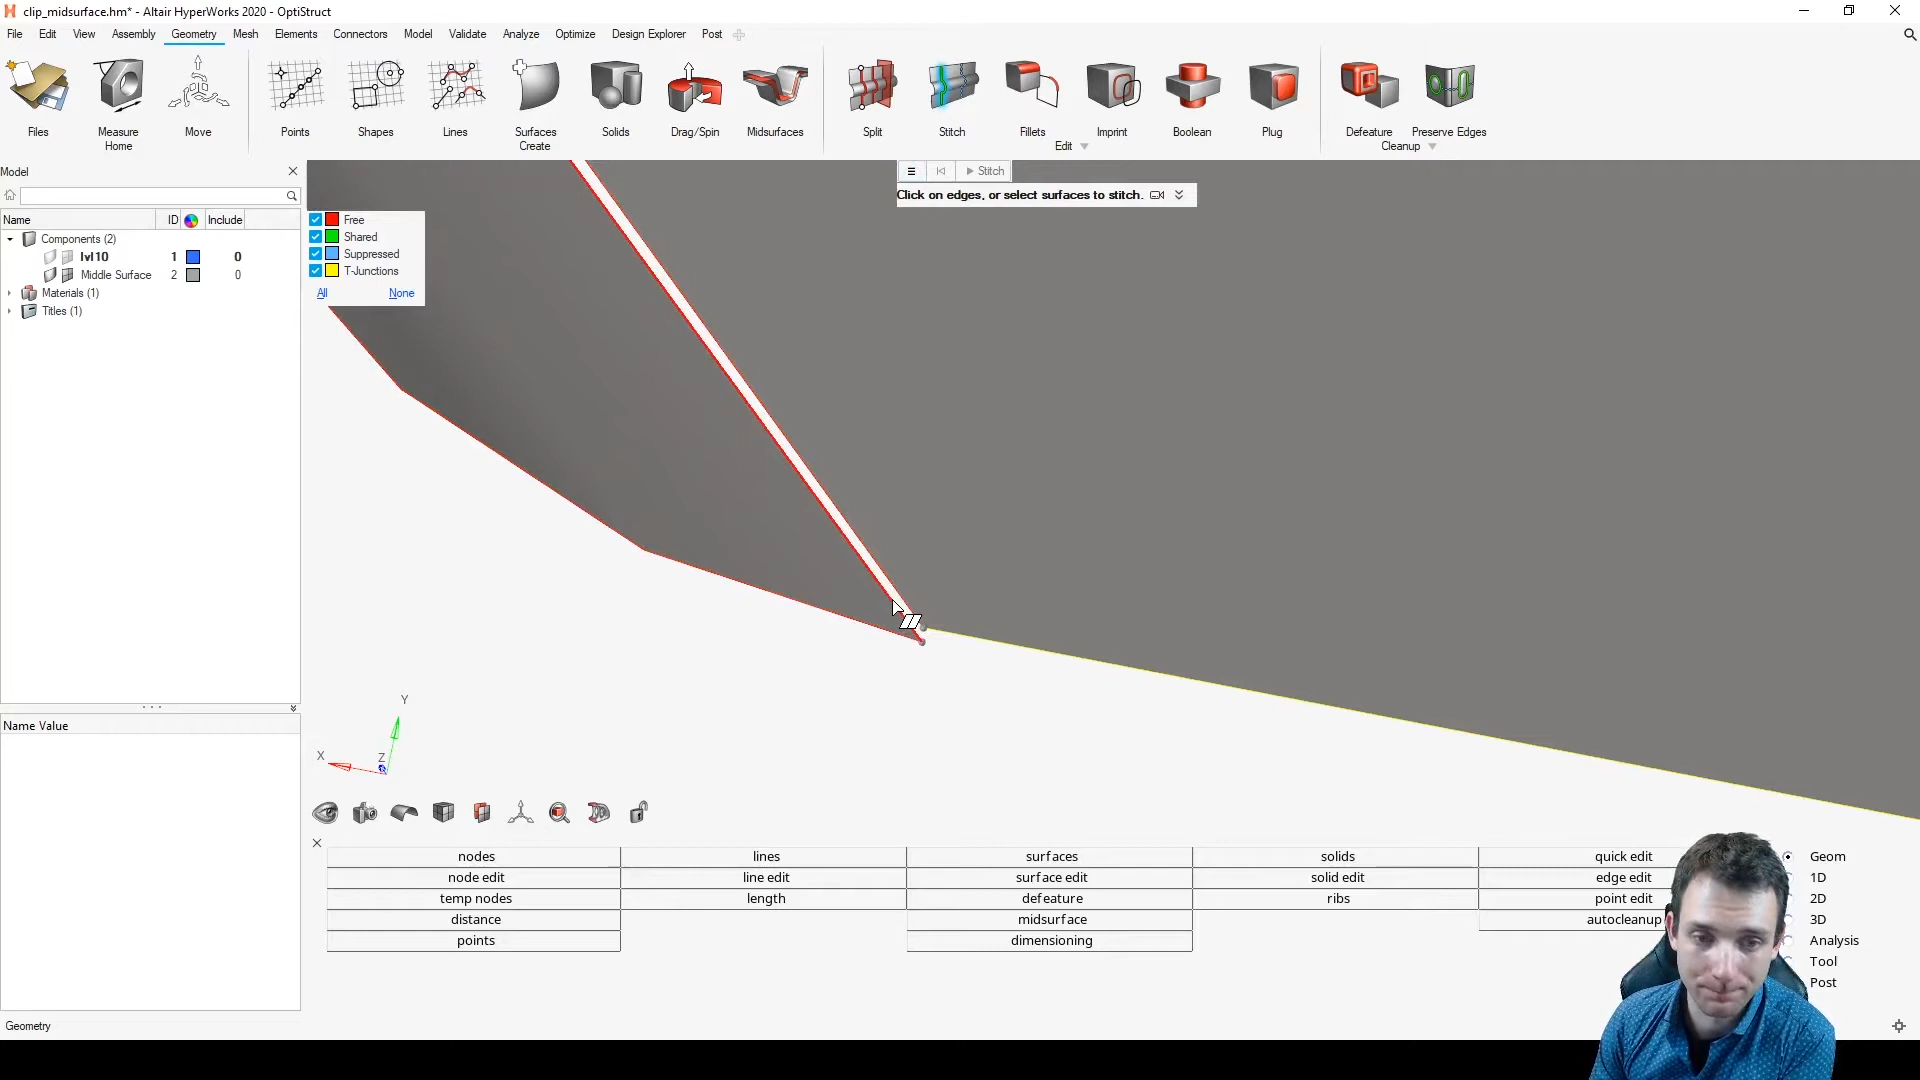 clip_midsurface.hm* - Altair HyperWorks 2020 - OptiStruct
File Edit View Assembly Geometry Mesh Elements Connectors Model Validate Analyze Optimize Design Explorer Post
Files Measure Move Points Shapes Lines Surfaces Solids Drag/Spin Midsurfaces Split Stitch Fillets Imprint Boolean Plug Defeature Preserve Edges
Home Create Edit Cleanup
Model
Stitch
Click on edges, or select surfaces to stitch.
Name ID Include
Components (2)
lvl10 1 0
Middle Surface 2 0
Materials (1)
Titles (1)
Free
Shared
Suppressed
T-Junctions
All None
Name Value
Y
X
Z
nodes lines surfaces solids quick edit Geom
node edit line edit surface edit solid edit edge edit 1D
temp nodes length defeature ribs point edit 2D
distance midsurface autocleanup 3D
points dimensioning Analysis
Tool
Post
Geometry